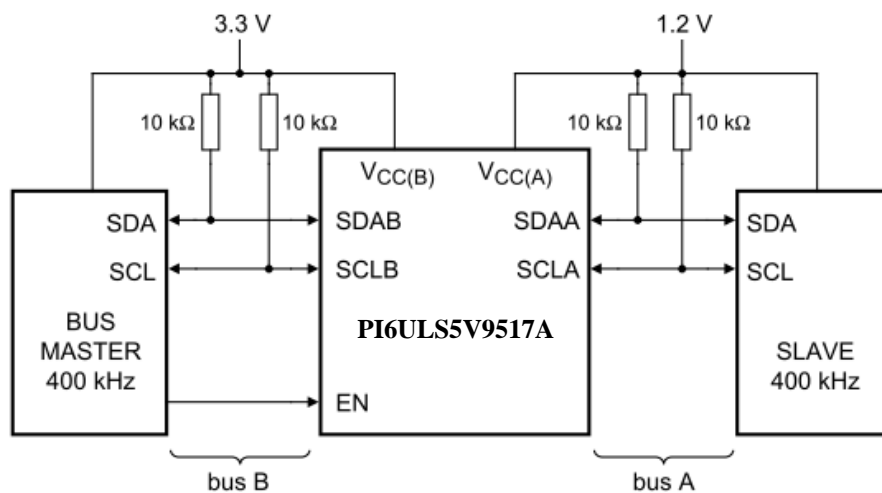 3.3 V
1.2 V
10 kΩ
10 kΩ
10 kΩ
10 kΩ
VCC(B)
VCC(A)
SDA
SDAB
SDAA
SDA
SCL
SCLB
SCLA
SCL
PI6ULS5V9517A
BUS
MASTER
400 kHz
SLAVE
400 kHz
EN
bus B
bus A